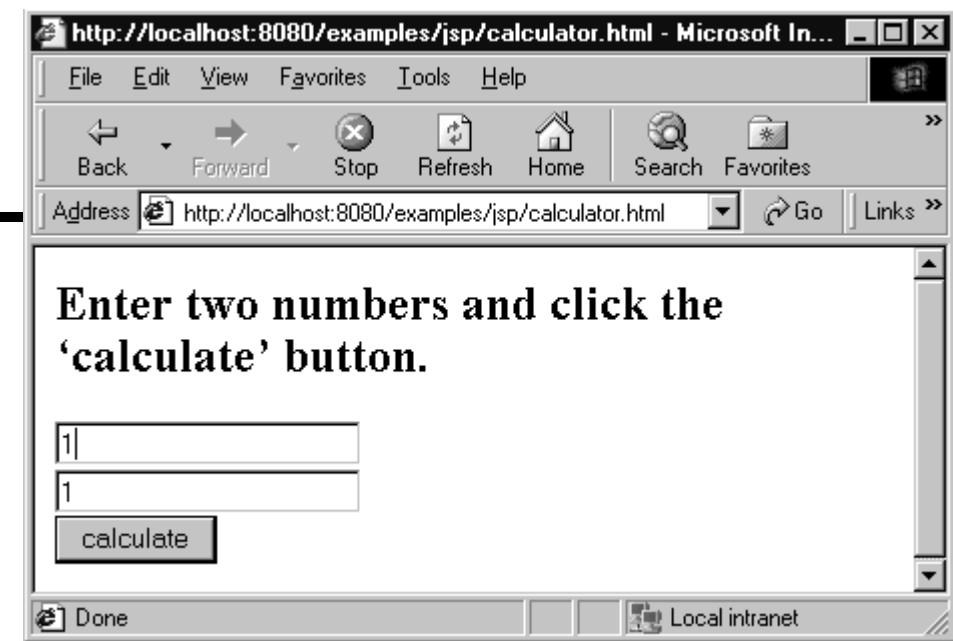 http://localhost:8080/examples/jsp/calculator.html - Microsoft In...
File Edit View Favorites Tools Help
Back Forward Stop Refresh Home Search Favorites »
Address http://localhost:8080/examples/jsp/calculator.html Go Links »
Enter two numbers and click the
‘calculate’ button.
1
1
calculate
Done Local intranet